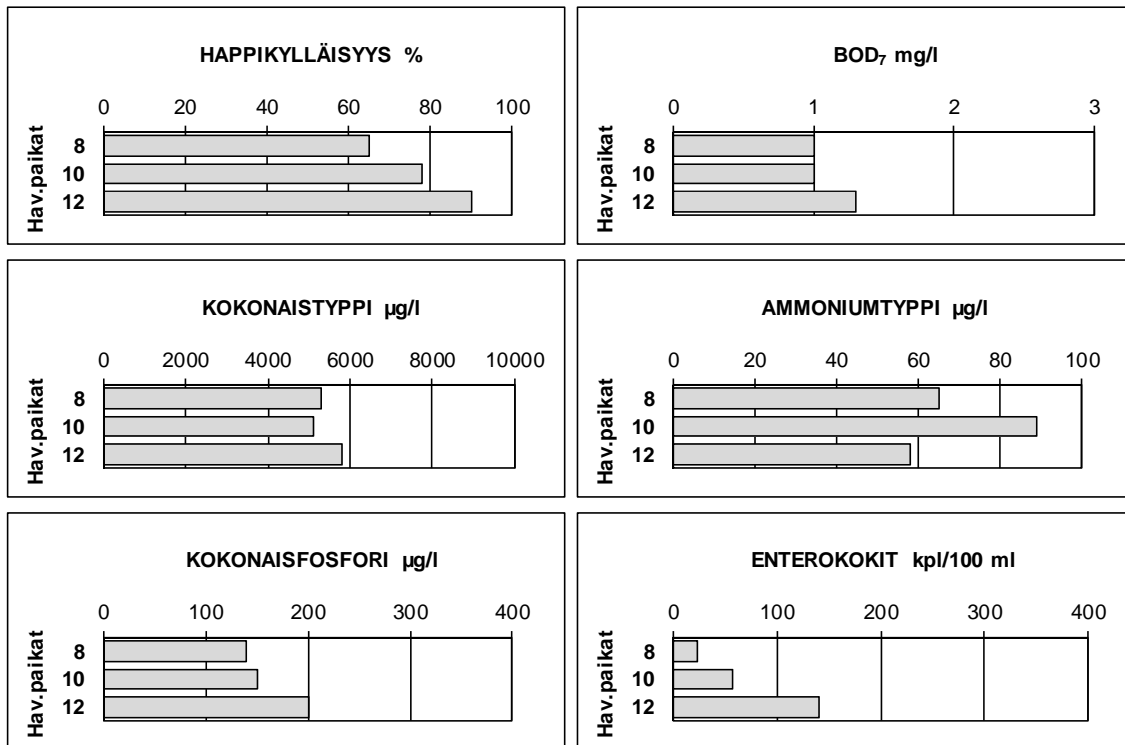 HAPPIKYLLÄISYYS %
0 20 40 60 80 100
Hav.paikat
8
10
12
BOD₇ mg/l
0 1 2 3
Hav.paikat
8
10
12
KOKONAISTYPPI µg/l
0 2000 4000 6000 8000 10000
Hav.paikat
8
10
12
AMMONIUMTYPPI µg/l
0 20 40 60 80 100
Hav.paikat
8
10
12
KOKONAISFOSFORI µg/l
0 100 200 300 400
Hav.paikat
8
10
12
ENTEROKOKIT kpl/100 ml
0 100 200 300 400
Hav.paikat
8
10
12